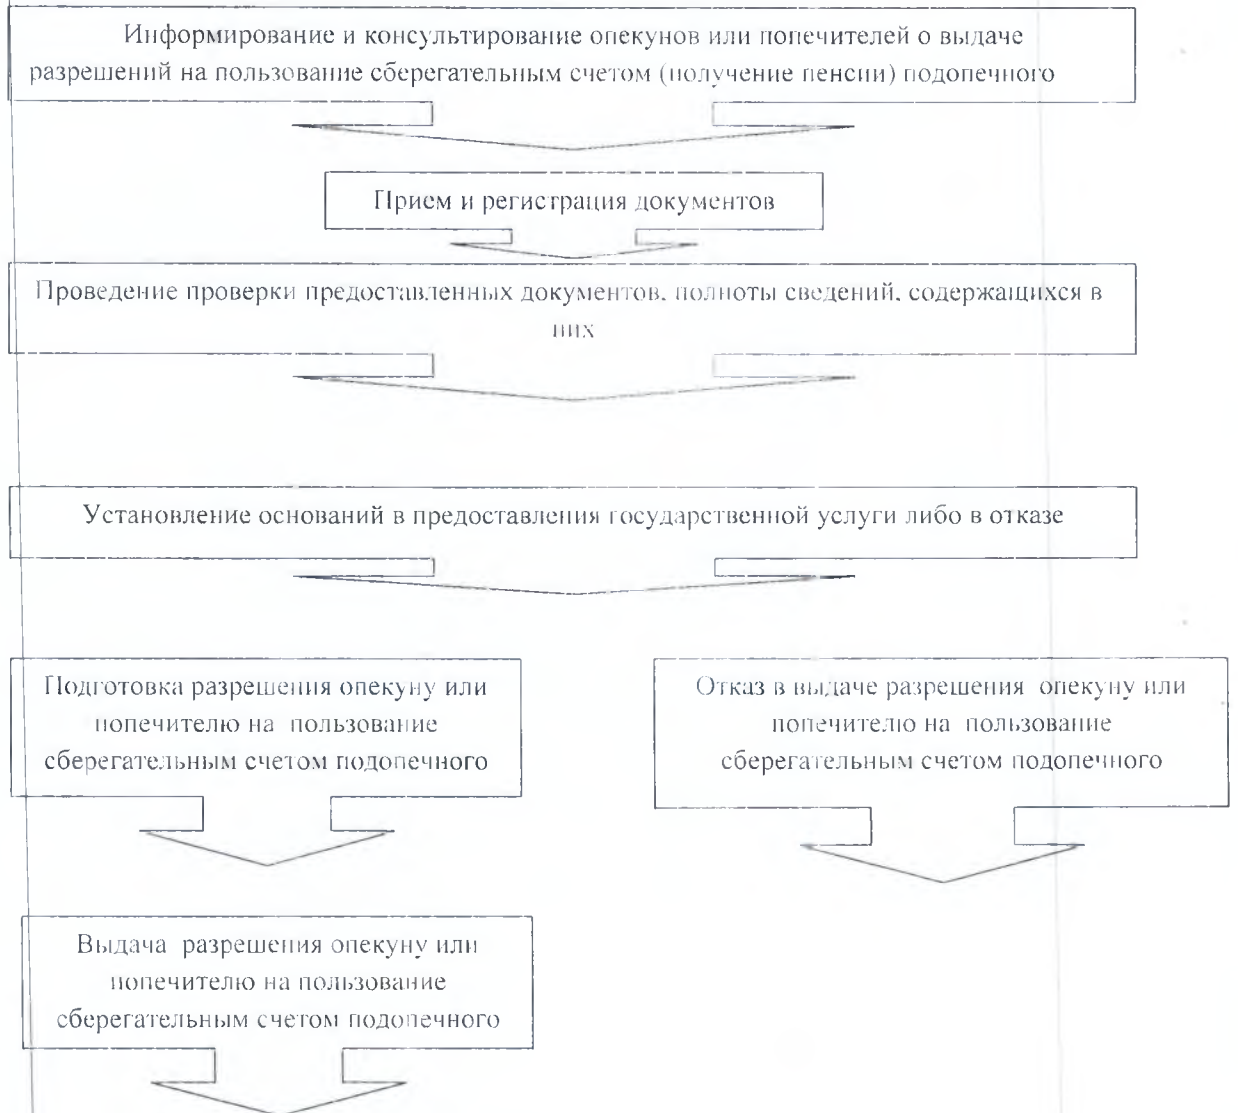 Информирование и консультирование опекунов или попечителей о выдаче
разрешений на пользование сберегательным счетом (получение пенсии) подопечного
Прием и регистрация документов
Проведение проверки предоставленных документов, полноты сведений, содержащихся в
них
Установление оснований в предоставления государственной услуги либо в отказе
Подготовка разрешения опекуну или
попечителю на пользование
сберегательным счетом подопечного
Отказ в выдаче разрешения опекуну или
попечителю на пользование
сберегательным счетом подопечного
Выдача разрешения опекуну или
попечителю на пользование
сберегательным счетом подопечного